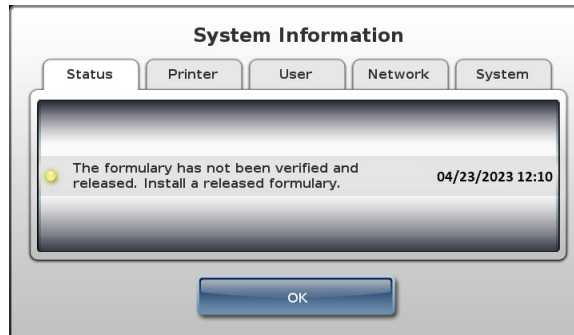 System Information
Status Printer User Network System
The formulary has not been verified and
released. Install a released formulary. 04/23/2023 12:10
OK